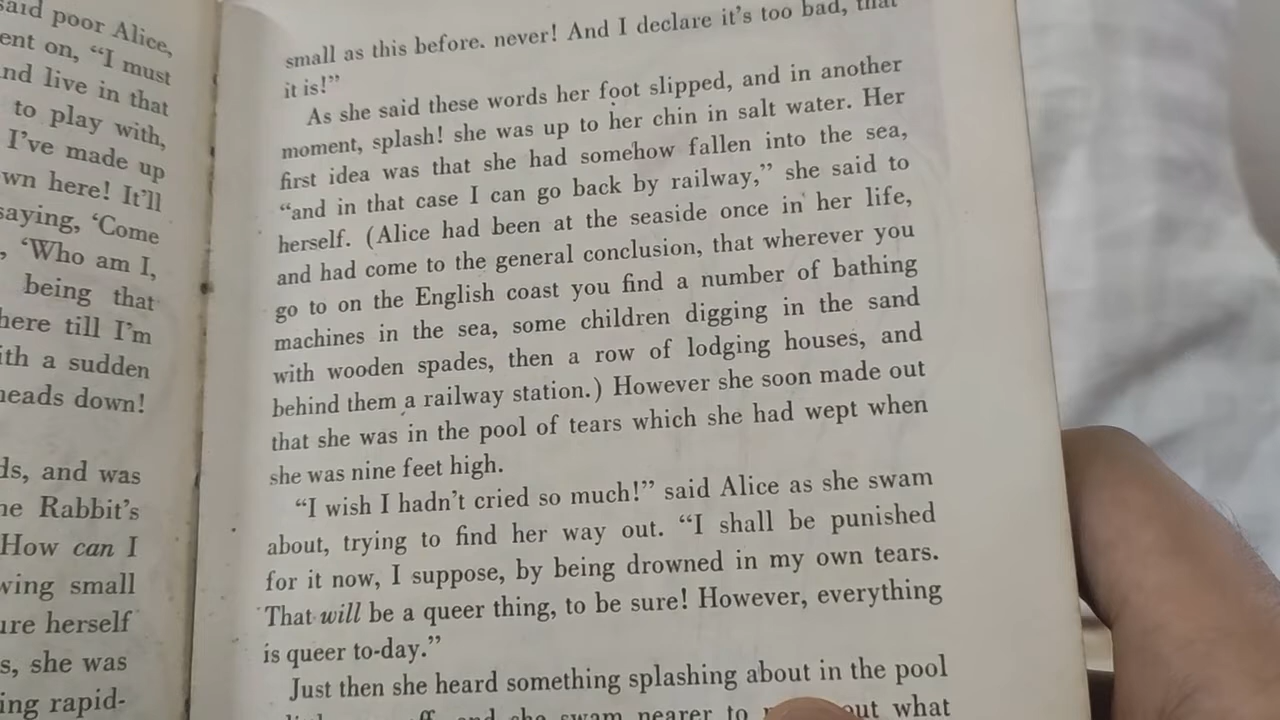 said poor Alice,
ent on, “I must
nd live in that
to play with,
I’ve made up
wn here! It’ll
saying, ‘Come
, ‘Who am I,
being that
here till I’m
ith a sudden
heads down!
ds, and was
he Rabbit’s
How can I
wing small
ure herself
s, she was
ing rapid-
small as this before. never! And I declare it’s too bad, that
it is!”
As she said these words her foot slipped, and in another
moment, splash! she was up to her chin in salt water. Her
first idea was that she had somehow fallen into the sea,
“and in that case I can go back by railway,” she said to
herself. (Alice had been at the seaside once in her life,
and had come to the general conclusion, that wherever you
go to on the English coast you find a number of bathing
machines in the sea, some children digging in the sand
with wooden spades, then a row of lodging houses, and
behind them a railway station.) However she soon made out
that she was in the pool of tears which she had wept when
she was nine feet high.
“I wish I hadn’t cried so much!” said Alice as she swam
about, trying to find her way out. “I shall be punished
for it now, I suppose, by being drowned in my own tears.
That will be a queer thing, to be sure! However, everything
is queer to-day.”
Just then she heard something splashing about in the pool
and she swam nearer to out what